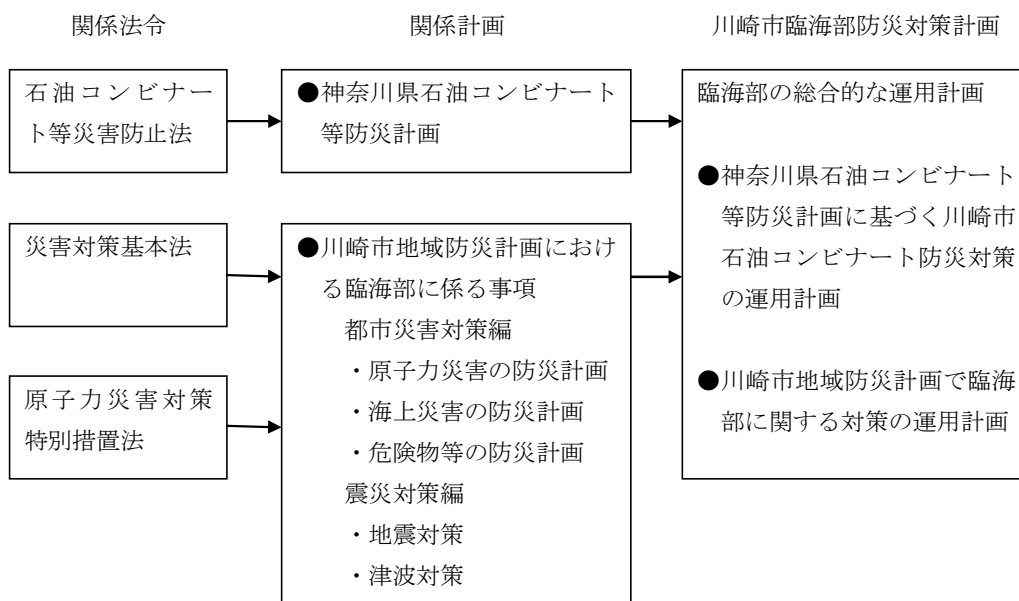 関係法令
関係計画
川崎市臨海部防災対策計画
石油コンビナー
ト等災害防止法
災害対策基本法
原子力災害対策
特別措置法
●神奈川県石油コンビナート
等防災計画
●川崎市地域防災計画におけ
る臨海部に係る事項
都市災害対策編
・原子力災害の防災計画
・海上災害の防災計画
・危険物等の防災計画
震災対策編
・地震対策
・津波対策
臨海部の総合的な運用計画
●神奈川県石油コンビナート
等防災計画に基づく川崎市
石油コンビナート防災対策
の運用計画
●川崎市地域防災計画で臨海
部に関する対策の運用計画